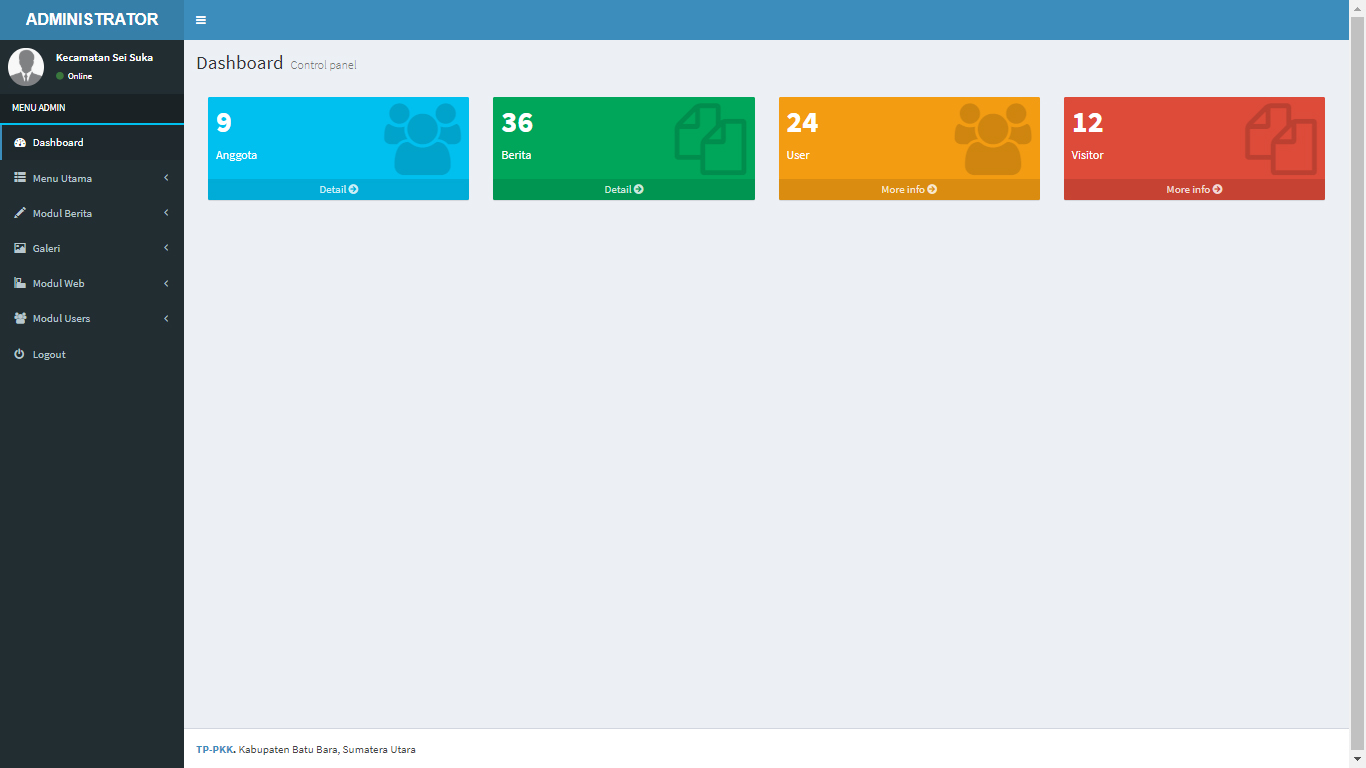 ADMINISTRATOR
Kecamatan Sei Suka
Online
MENU ADMIN
Dashboard
Menu Utama
Modul Berita
Galeri
Modul Web
Modul Users
Logout
Dashboard Control panel
9
Anggota
Detail
36
Berita
Detail
24
User
More info
12
Visitor
More info
TP-PKK. Kabupaten Batu Bara, Sumatera Utara